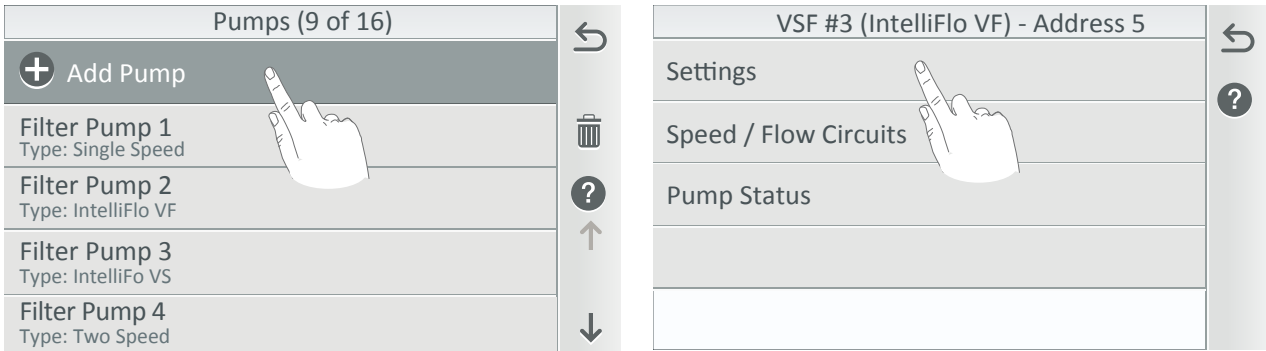 Pumps (9 of 16)
Add Pump
Filter Pump 1
Type: Single Speed
Filter Pump 2
Type: IntelliFlo VF
Filter Pump 3
Type: IntelliFo VS
Filter Pump 4
Type: Two Speed
VSF #3 (IntelliFlo VF) - Address 5
Settings
Speed / Flow Circuits
Pump Status